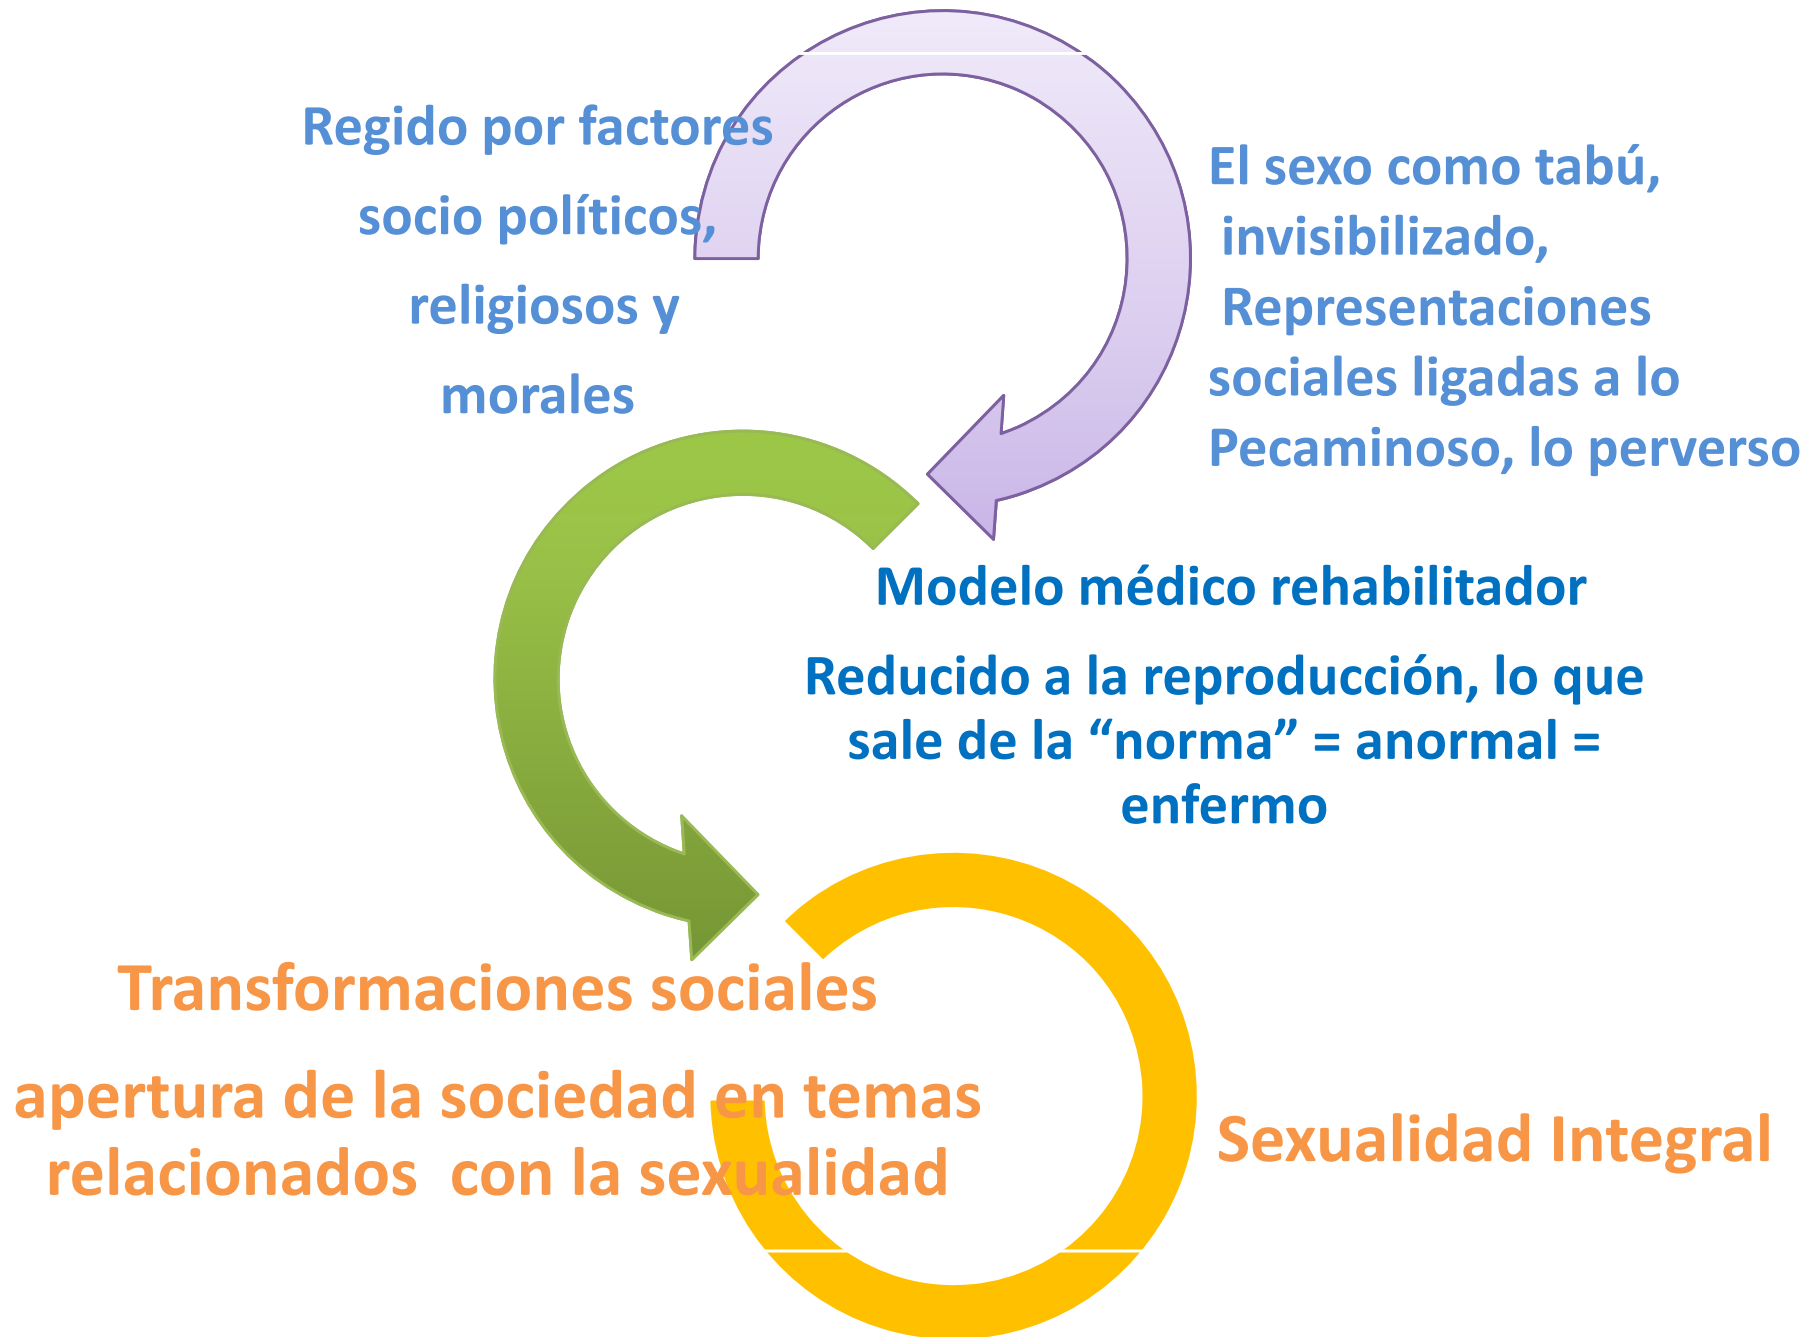 Regido por factores
socio políticos,
religiosos y
morales
El sexo como tabú,
invisibilizado,
Representaciones
sociales ligadas a lo
Pecaminoso, lo perverso
Modelo médico rehabilitador
Reducido a la reproducción, lo que
sale de la “norma” = anormal =
enfermo
Transformaciones sociales
apertura de la sociedad en temas
relacionados con la sexualidad
Sexualidad Integral